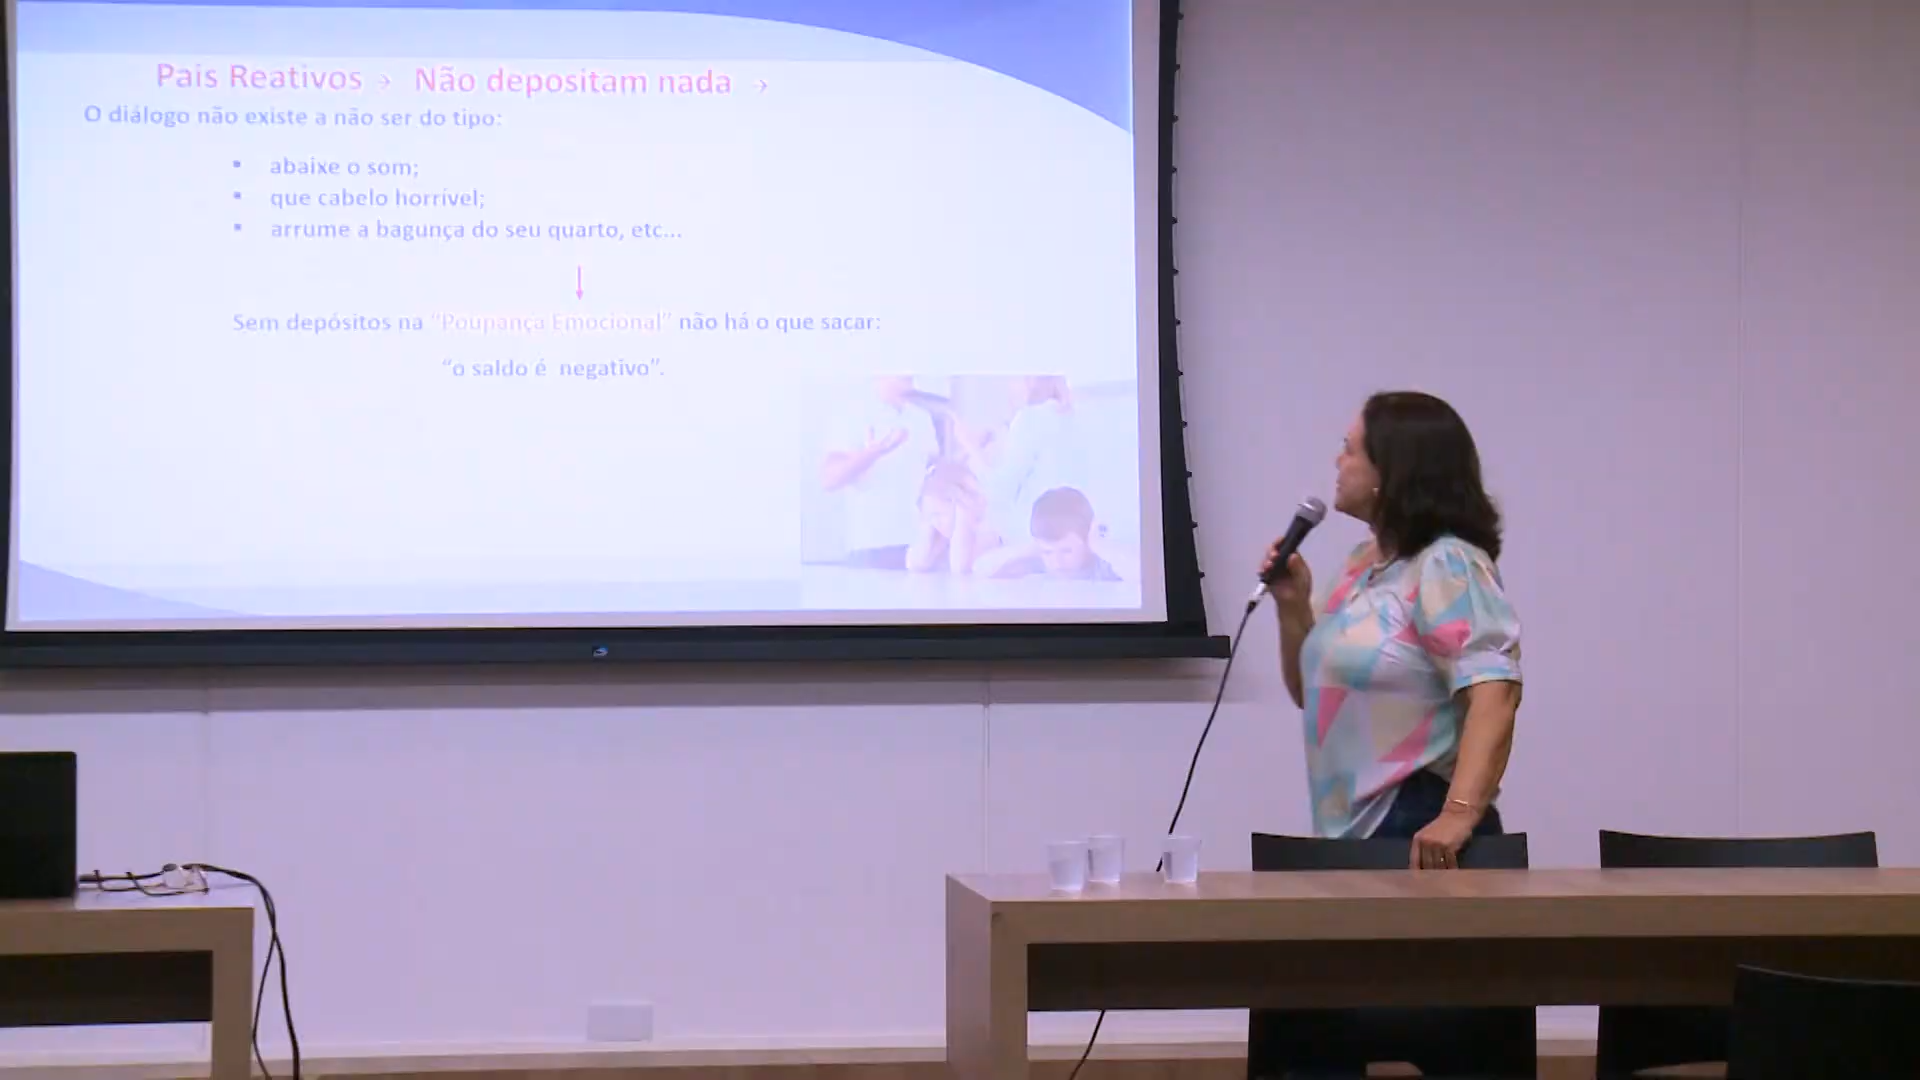 Pais Reativos → Não depositam nada →
O diálogo não existe a não ser do tipo:
▪ abaixe o som;
▪ que cabelo horrível;
▪ arrume a bagunça do seu quarto, etc...
Sem depósitos na “Poupança Emocional” não há o que sacar:
“o saldo é negativo”.